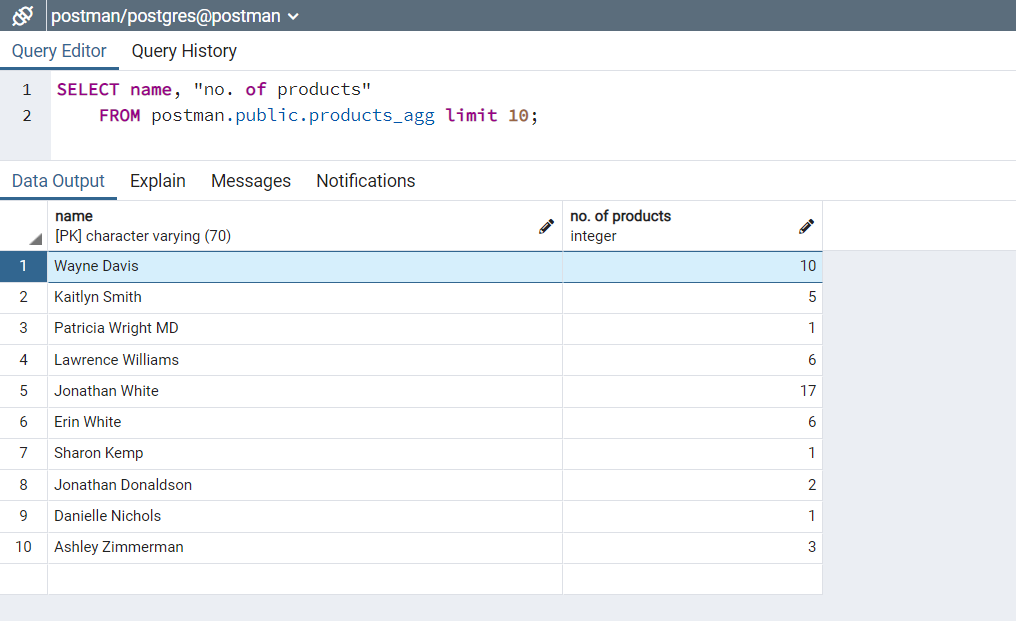 postman/postgres@postman
Query Editor Query History
1 SELECT name, "no. of products"
2 FROM postman.public.products_agg limit 10;
Data Output Explain Messages Notifications
name no. of products
[PK] character varying (70) integer
1 Wayne Davis 10
2 Kaitlyn Smith 5
3 Patricia Wright MD 1
4 Lawrence Williams 6
5 Jonathan White 17
6 Erin White 6
7 Sharon Kemp 1
8 Jonathan Donaldson 2
9 Danielle Nichols 1
10 Ashley Zimmerman 3